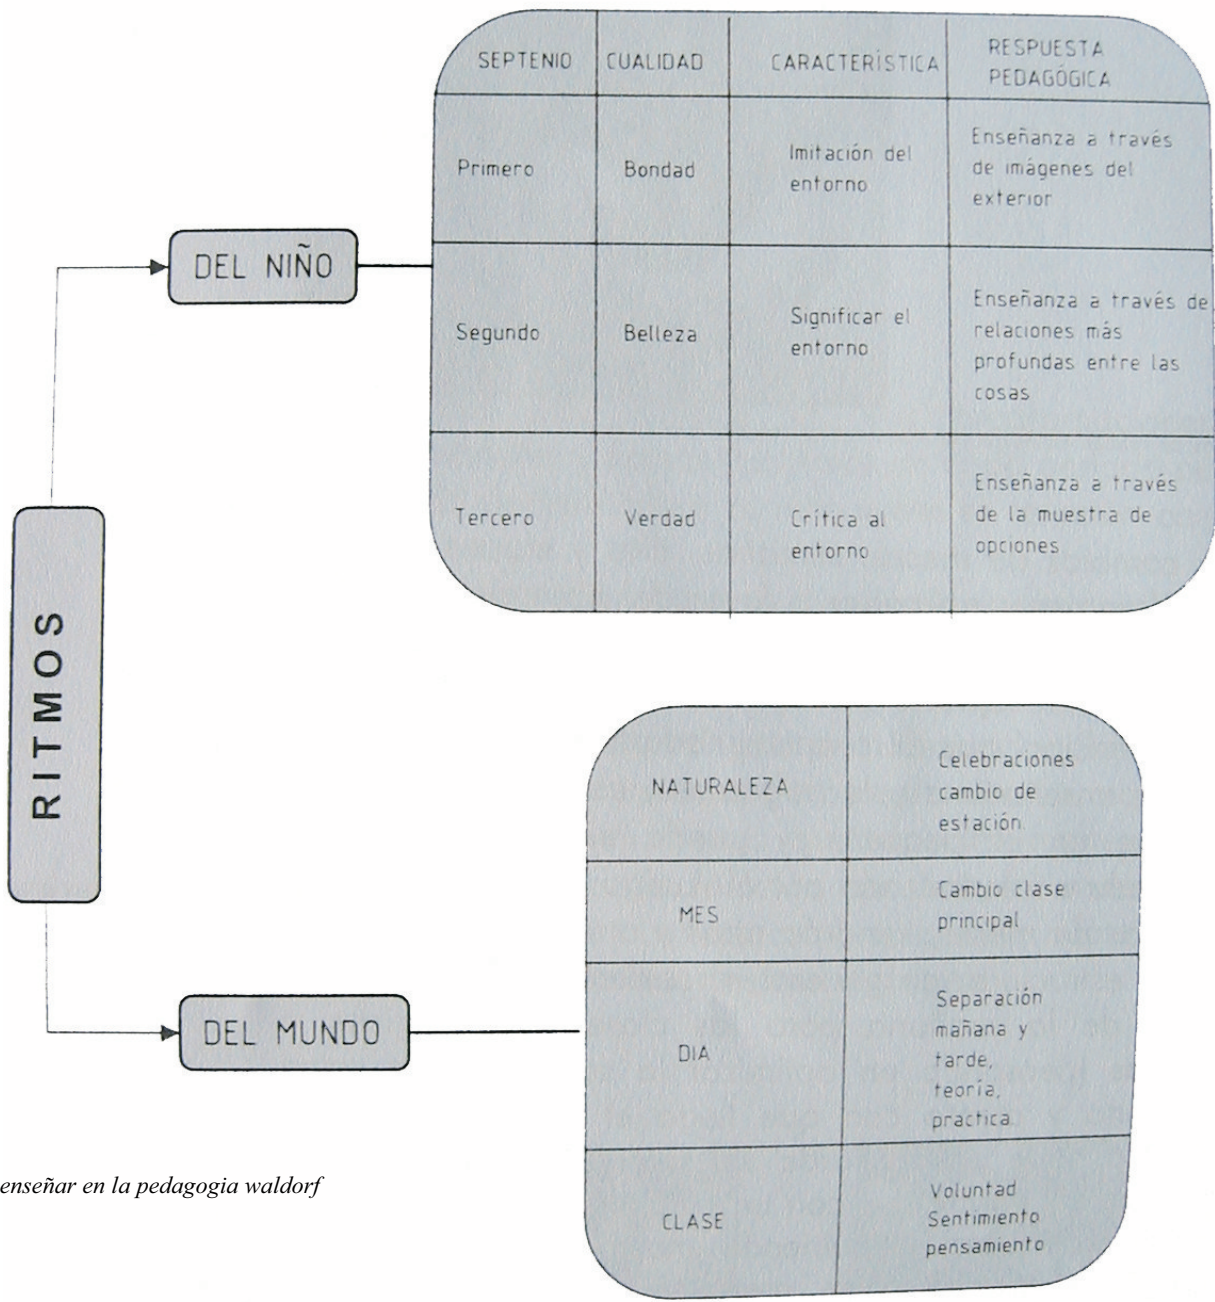 SEPTENIO CUALIDAD CARACTERÍSTICA RESPUESTA PEDAGÓGICA
Primero Bondad Imitación del entorno Enseñanza a través de imágenes del exterior
Segundo Belleza Significar el entorno Enseñanza a través de relaciones más profundas entre las cosas
Tercero Verdad Crítica al entorno Enseñanza a través de la muestra de opciones
DEL NIÑO
RITMOS
DEL MUNDO
NATURALEZA Celebraciones cambio de estación
MES Cambio clase principal
DIA Separación mañana y tarde, teoría, practica.
CLASE Voluntad Sentimiento pensamiento
enseñar en la pedagogia waldorf